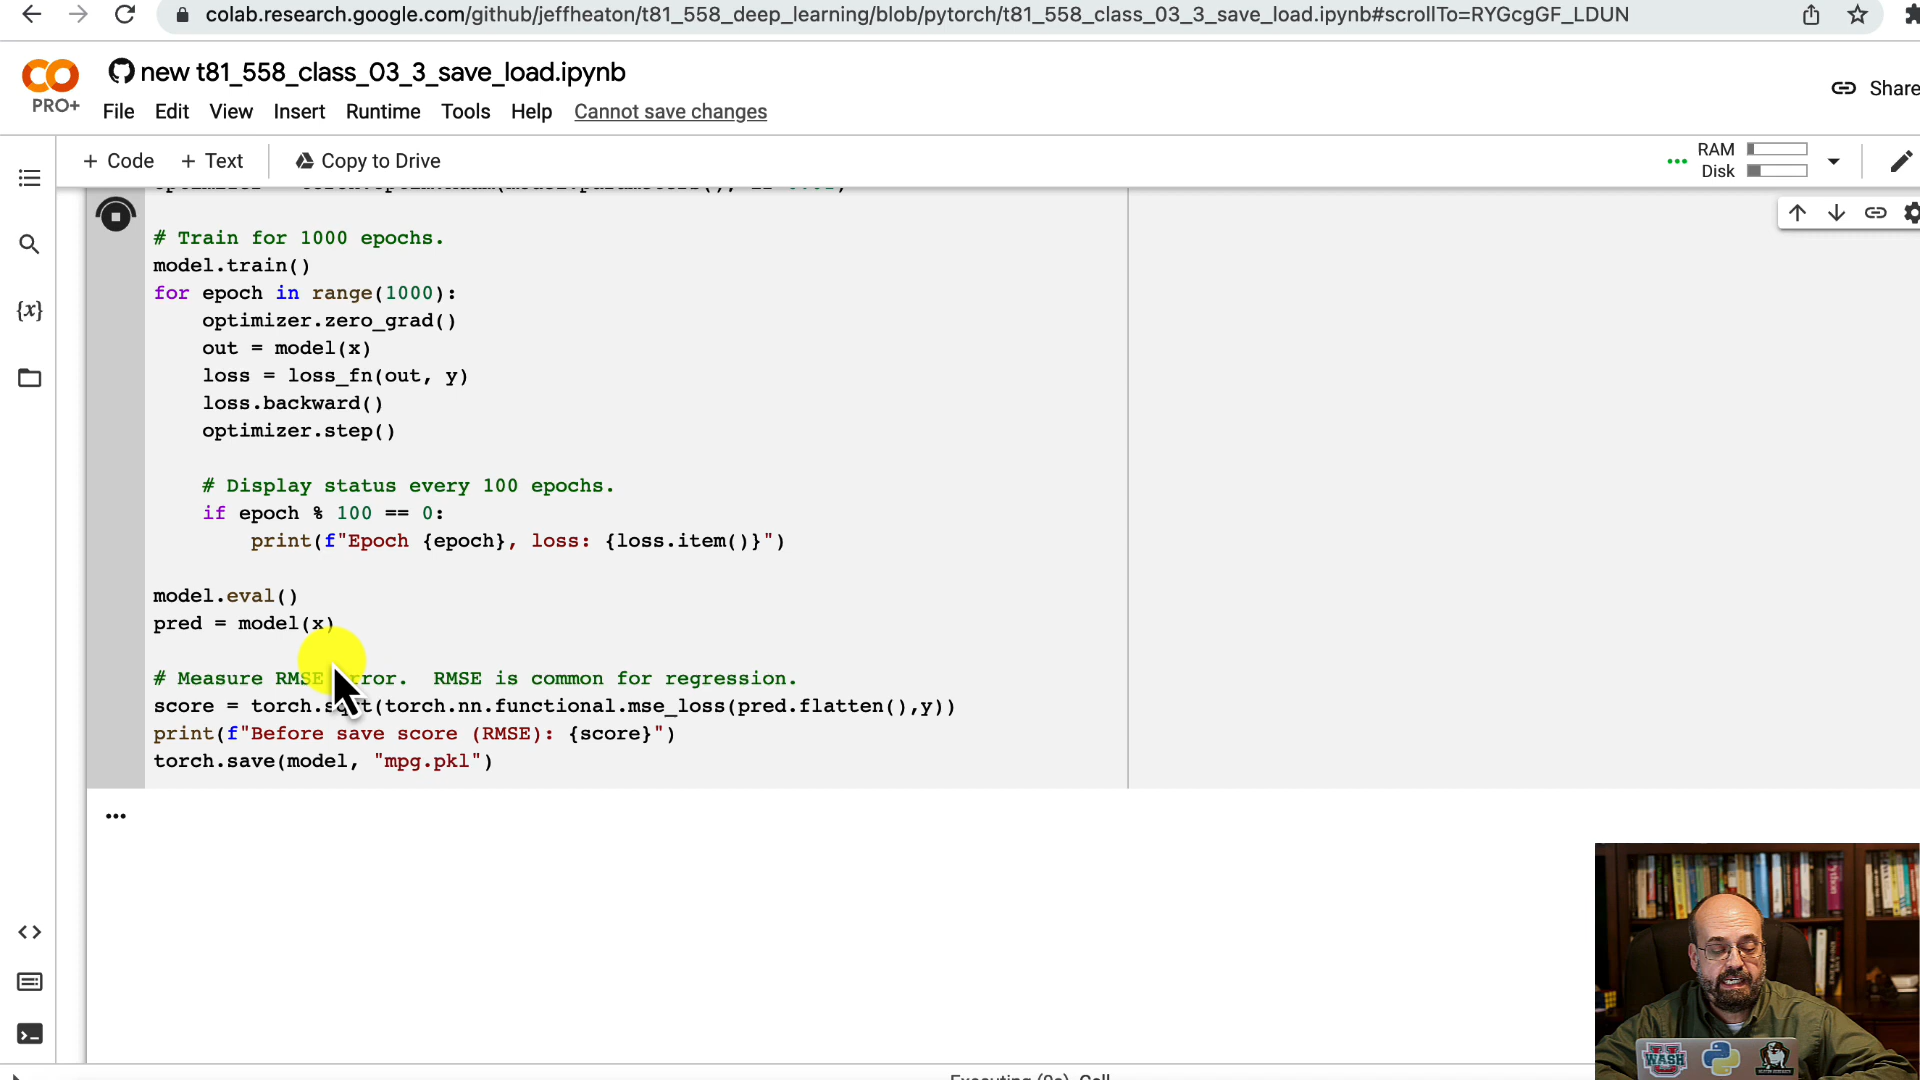 colab.research.google.com/github/jeffheaton/t81_558_deep_learning/blob/pytorch/t81_558_class_03_3_save_load.ipynb#scrollTo=RYGcgGF_LDUN
new t81_558_class_03_3_save_load.ipynb
PRO+
File Edit View Insert Runtime Tools Help Cannot save changes
Share
+ Code + Text Copy to Drive
RAM
Disk
# Train for 1000 epochs.
model.train()
for epoch in range(1000):
    optimizer.zero_grad()
    out = model(x)
    loss = loss_fn(out, y)
    loss.backward()
    optimizer.step()
    # Display status every 100 epochs.
    if epoch % 100 == 0:
        print(f"Epoch {epoch}, loss: {loss.item()}")
model.eval()
pred = model(x)
# Measure RMSE error.  RMSE is common for regression.
score = torch.sqrt(torch.nn.functional.mse_loss(pred.flatten(),y))
print(f"Before save score (RMSE): {score}")
torch.save(model, "mpg.pkl")
WASH